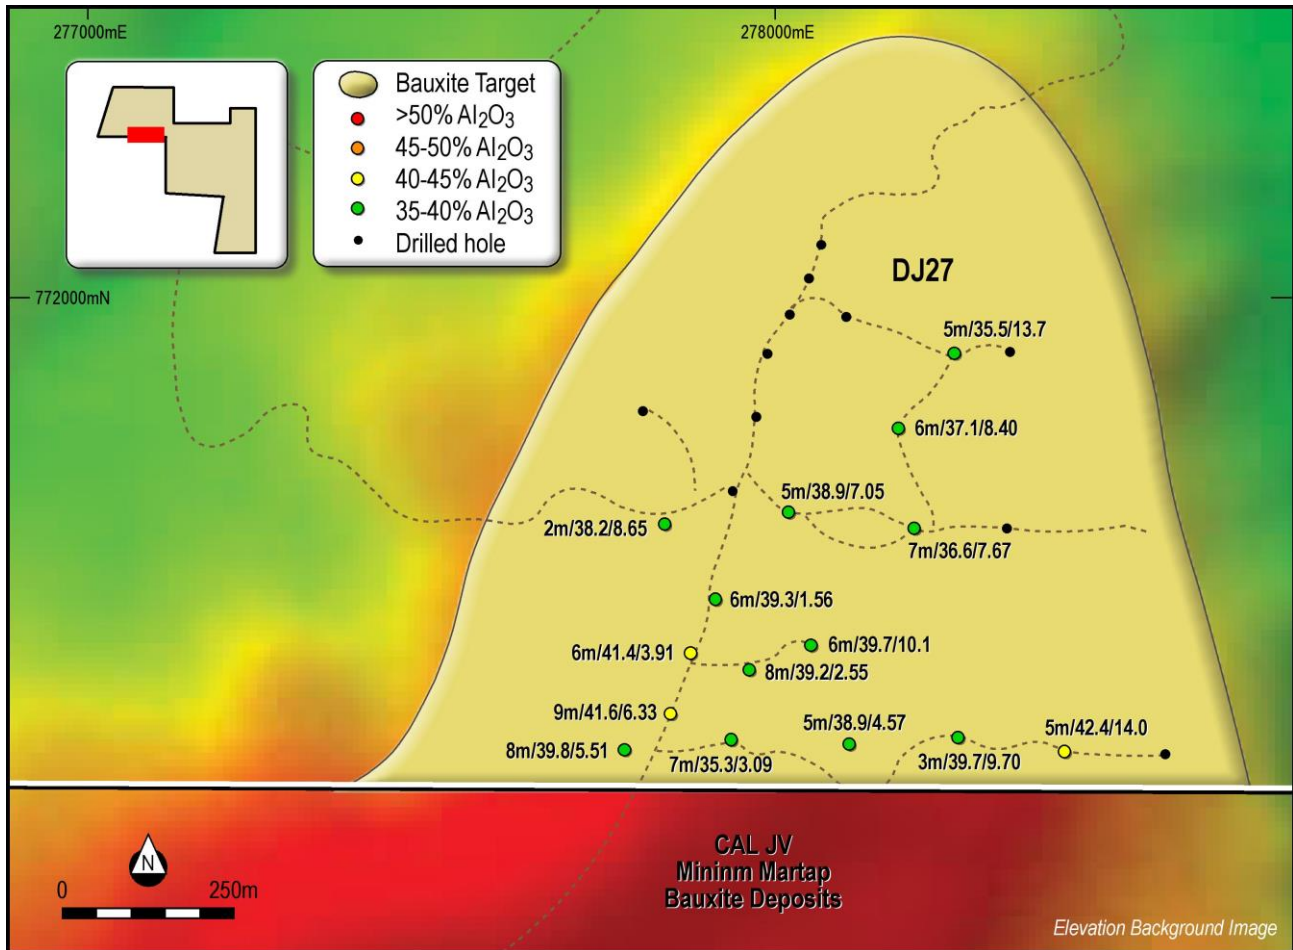 277000mE
278000mE
Bauxite Target
>50% Al₂O₃
45-50% Al₂O₃
40-45% Al₂O₃
35-40% Al₂O₃
Drilled hole
DJ27
772000mN
5m/35.5/13.7
6m/37.1/8.40
5m/38.9/7.05
2m/38.2/8.65
7m/36.6/7.67
6m/39.3/1.56
6m/41.4/3.91
6m/39.7/10.1
8m/39.2/2.55
9m/41.6/6.33
5m/38.9/4.57
5m/42.4/14.0
8m/39.8/5.51
7m/35.3/3.09
3m/39.7/9.70
CAL JV
Mininm Martap
Bauxite Deposits
N
0 250m
Elevation Background Image